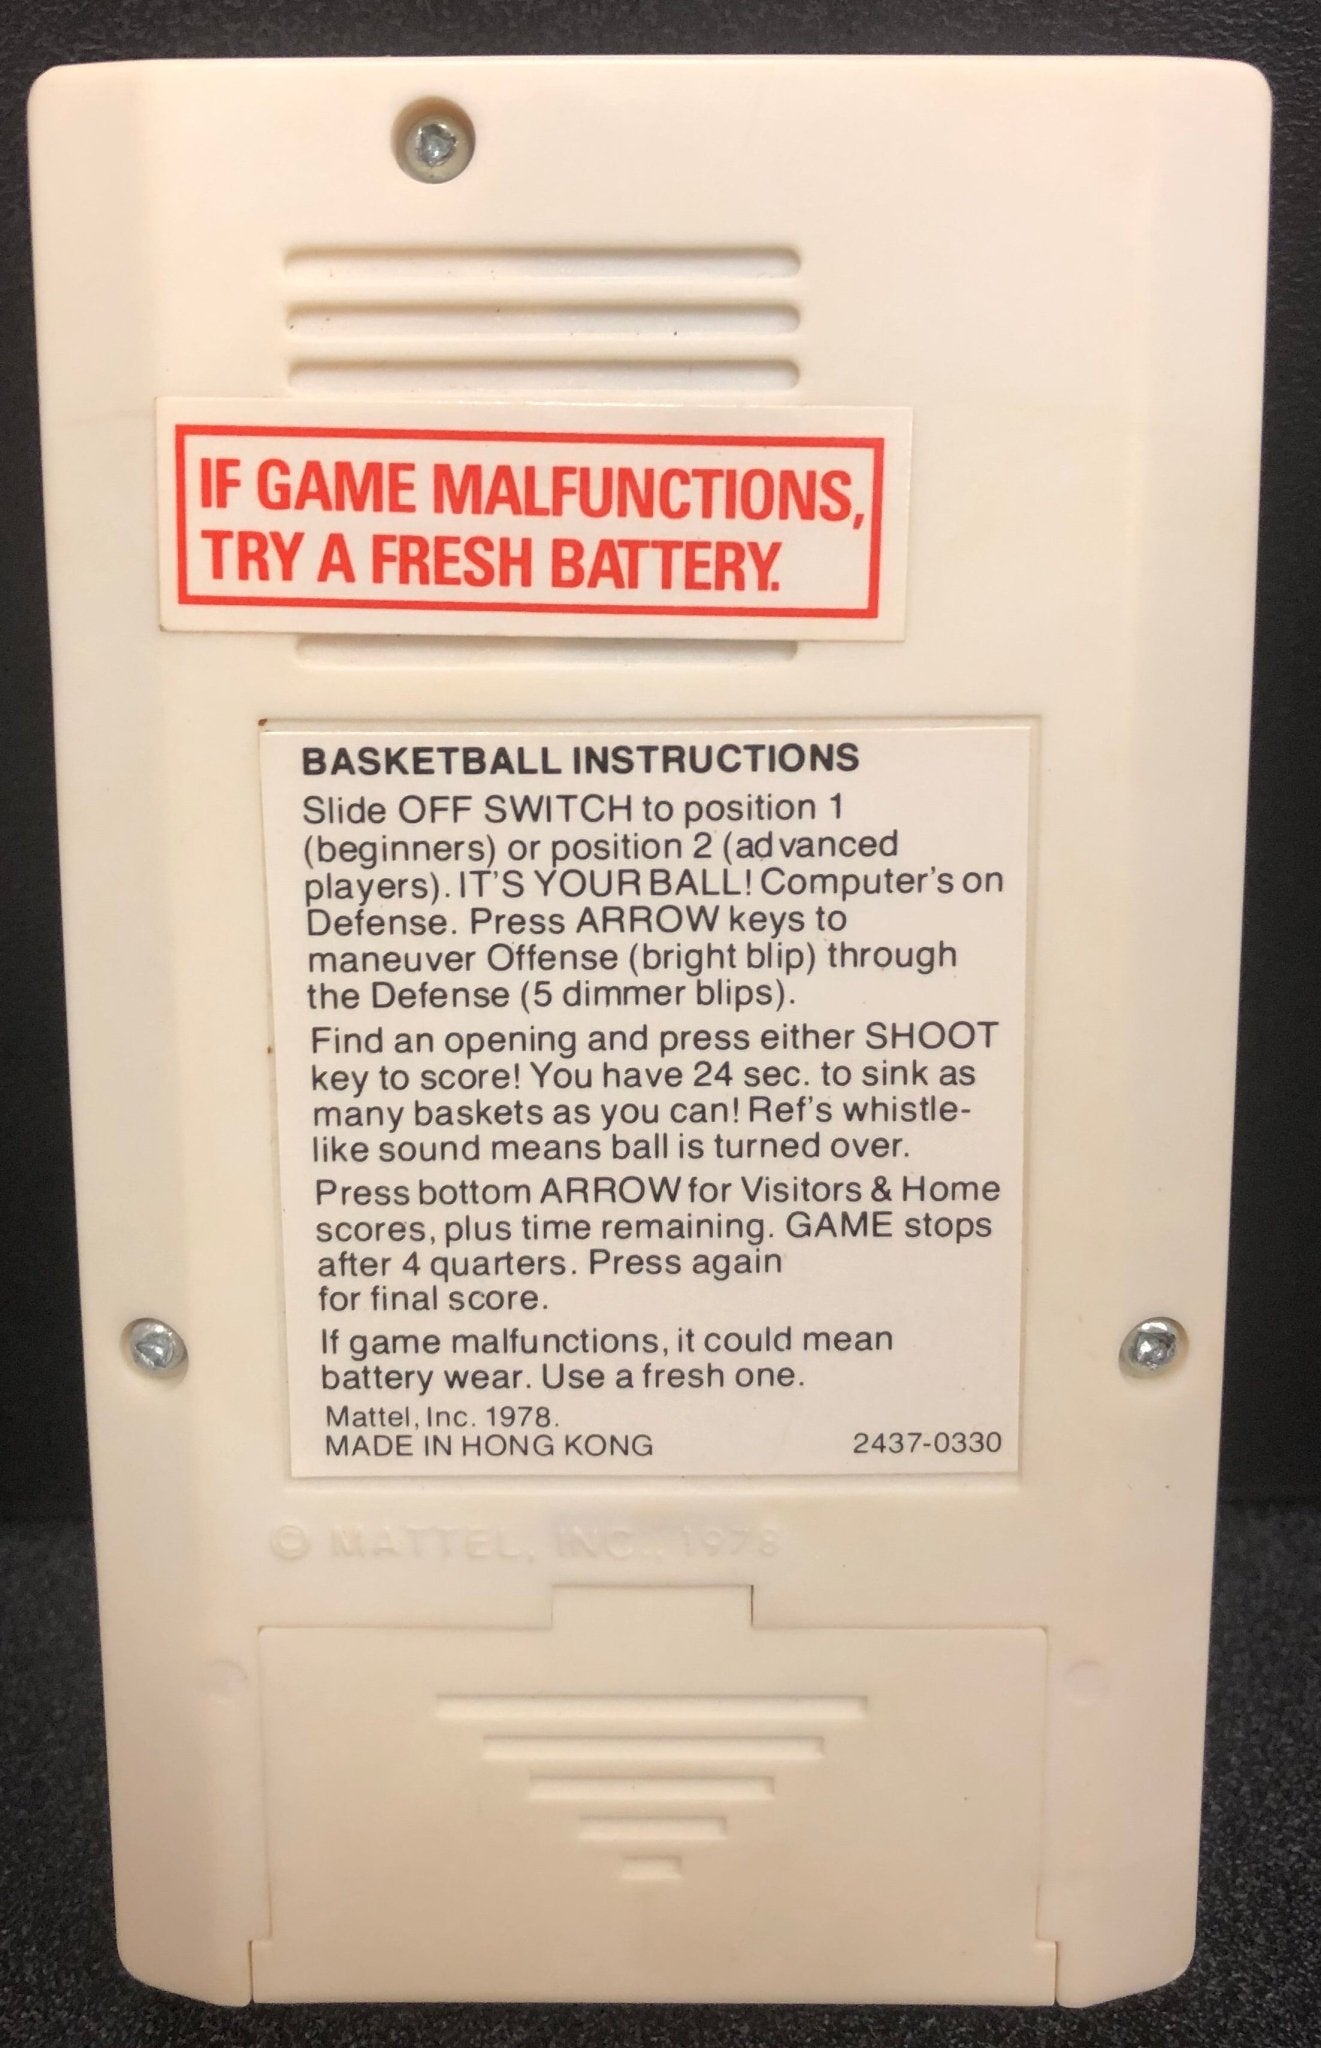 IF GAME MALFUNCTIONS,
TRY A FRESH BATTERY.
BASKETBALL INSTRUCTIONS
Slide OFF SWITCH to position 1
(beginners) or position 2 (advanced
players). IT'S YOUR BALL! Computer's on
Defense. Press ARROW keys to
maneuver Offense (bright blip) through
the Defense (5 dimmer blips).
Find an opening and press either SHOOT
key to score! You have 24 sec. to sink as
many baskets as you can! Ref's whistle-
like sound means ball is turned over.
Press bottom ARROW for Visitors & Home
scores, plus time remaining. GAME stops
after 4 quarters. Press again
for final score.
If game malfunctions, it could mean
battery wear. Use a fresh one.
Mattel, Inc. 1978.
MADE IN HONG KONG 2437-0330
© MATTEL, INC., 1978